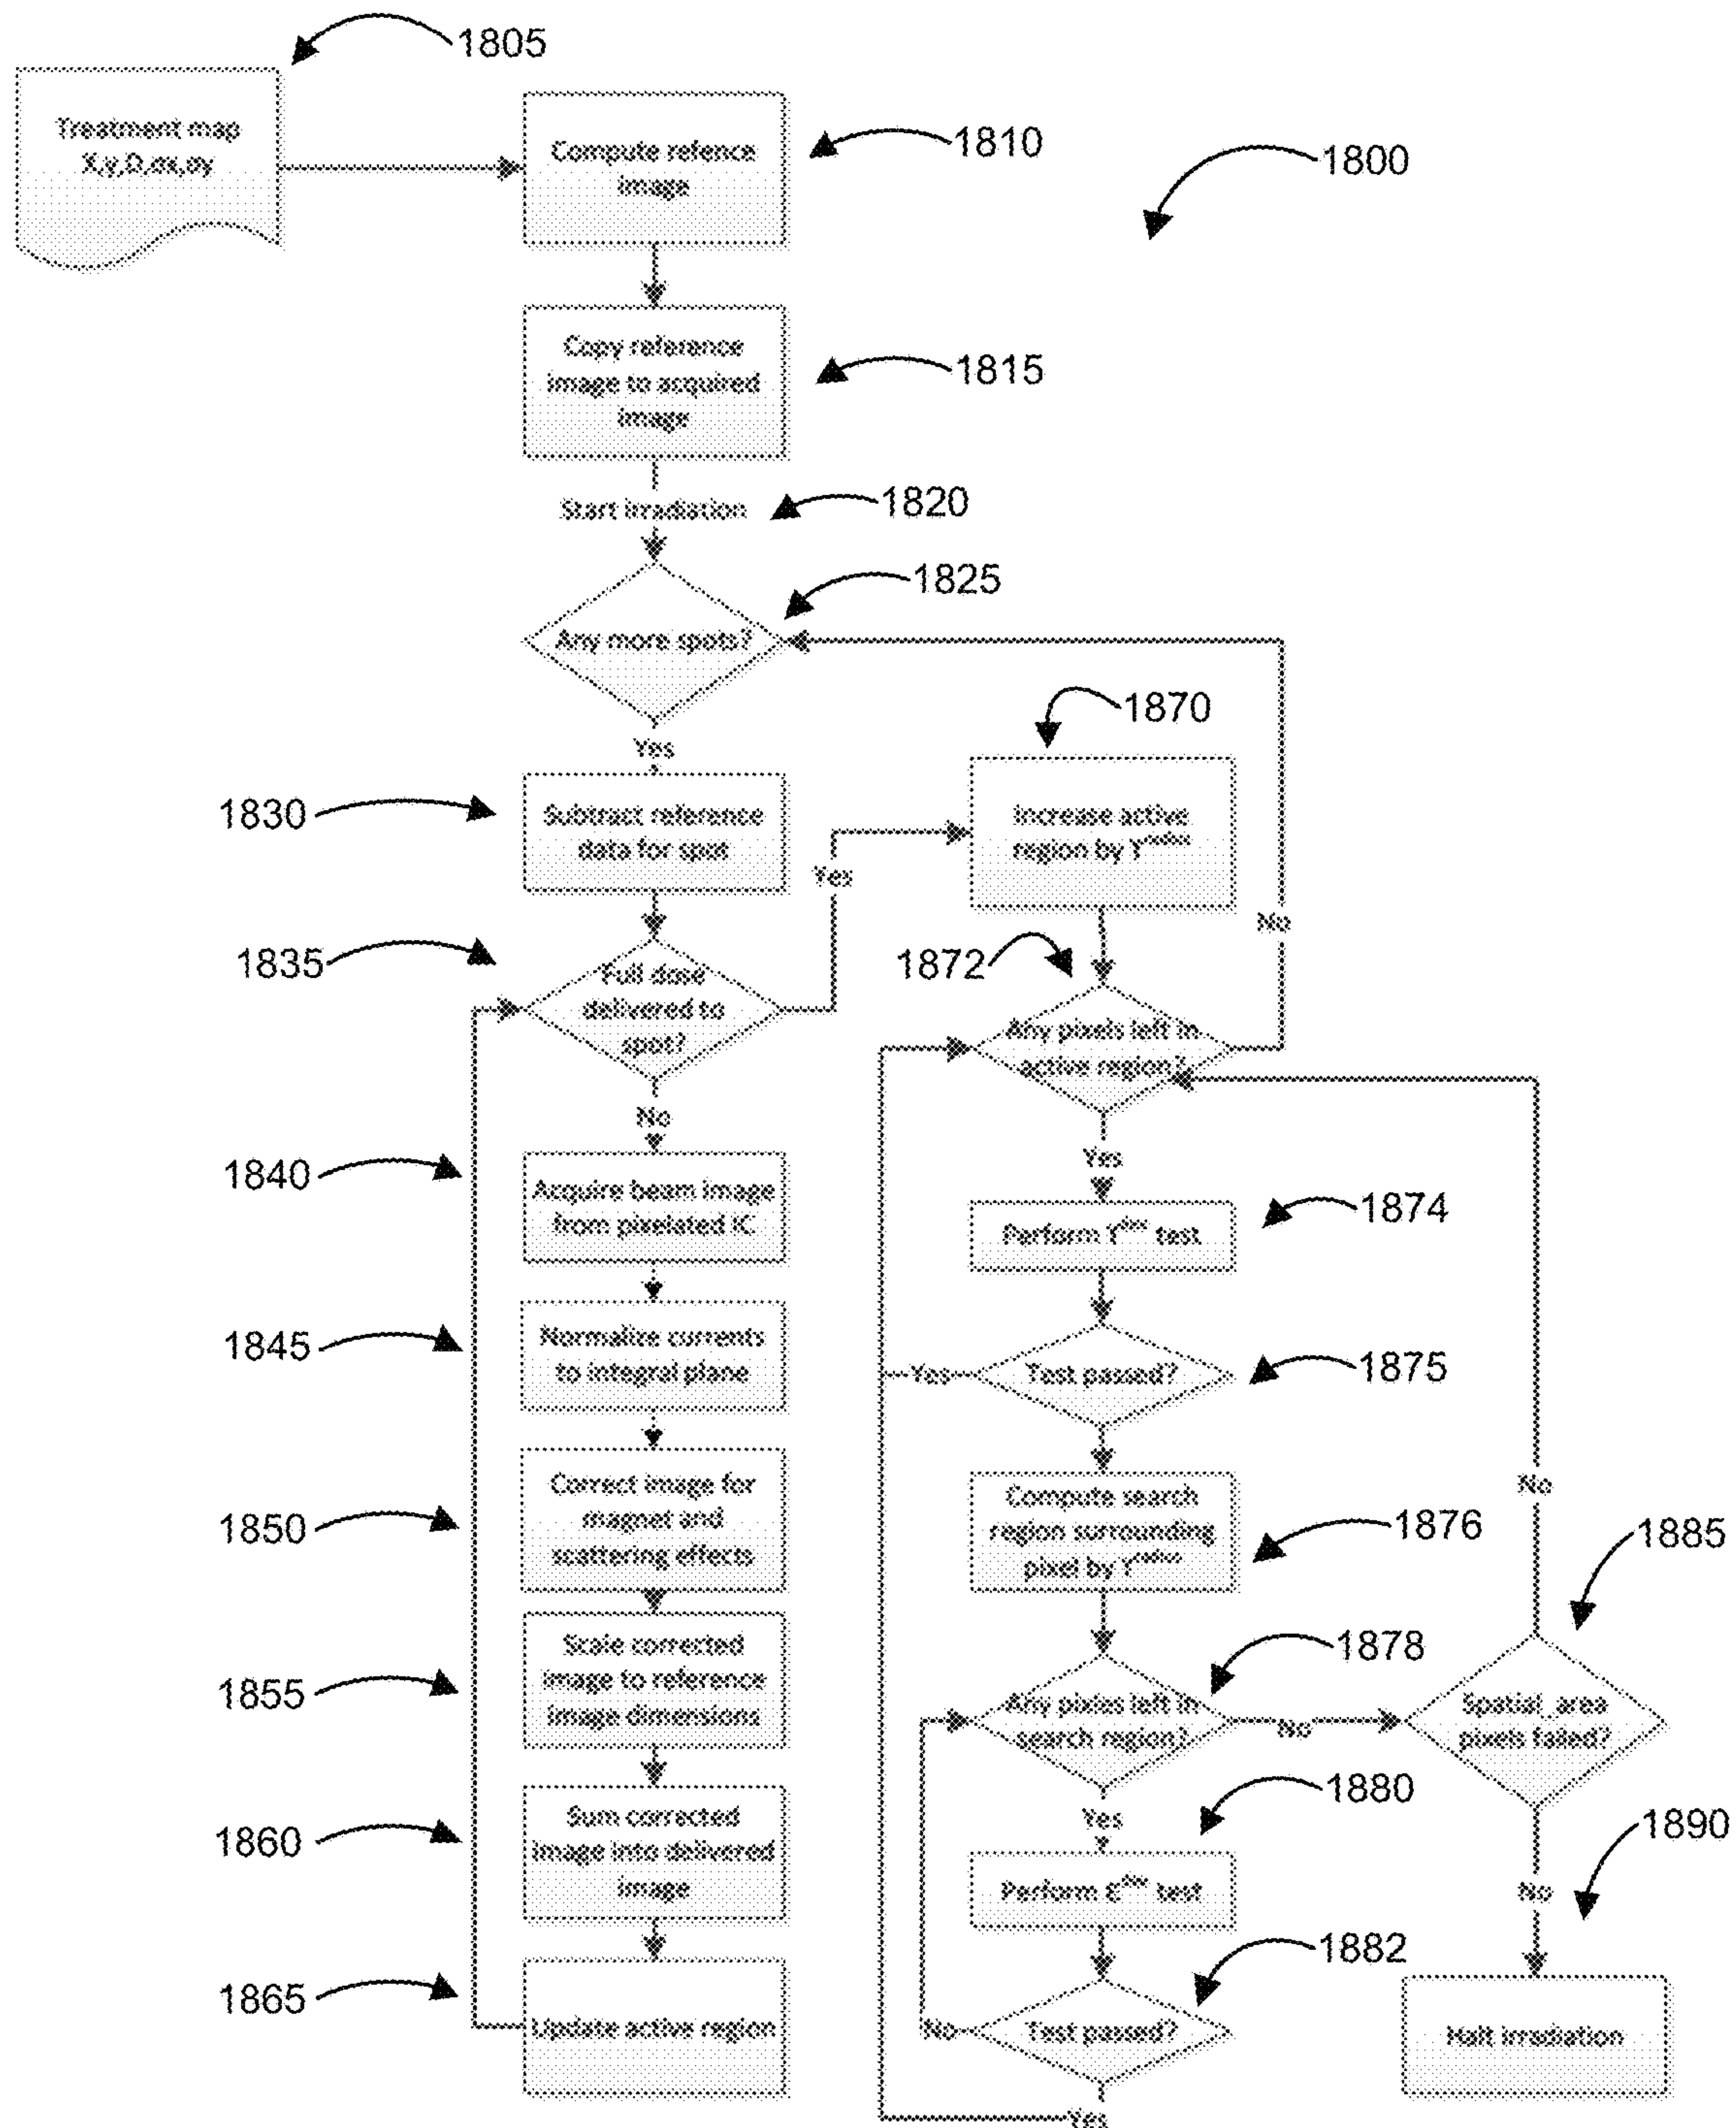 1805
Treatment map
X,y,D,σx,σy
Compute refence
image
1810
1800
Copy reference
image to acquired
image
1815
Start irradiation
1820
1825
Any more spots?
1870
Yes
1830
Subtract reference
data for spot
Increase active
region by T
Yes
No
1835
Full dose
delivered to
spot?
1872
Any pixels left in
active region?
No
Yes
1840
Acquire beam image
from pixelated IC
Perform T test
1874
1845
Normalize currents
to integral plane
Yes
Test passed?
1875
1850
Correct image for
magnet and
scattering effects
Compute search
region surrounding
pixel by T
1876
No
1885
1855
Scale corrected
image to reference
image dimensions
1878
Any pixles left in
search region?
No
Spatial_area
pixels failed?
1860
Sum corrected
image into delivered
image
Yes
1880
Perform test
No
1890
1865
Update active region
No
Test passed?
1882
Yes
Halt irradiation